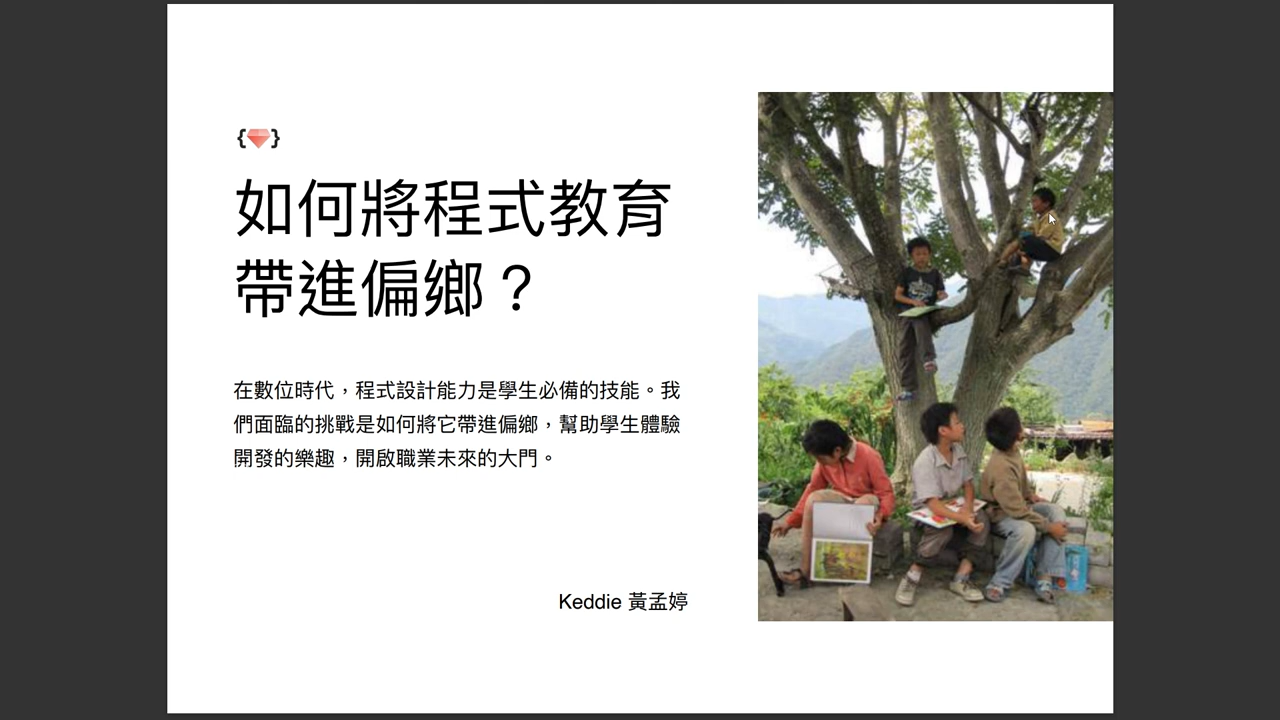 如何將程式教育
帶進偏鄉？
在數位時代，程式設計能力是學生必備的技能。我
們面臨的挑戰是如何將它帶進偏鄉，幫助學生體驗
開發的樂趣，開啟職業未來的大門。
Keddie 黃孟婷